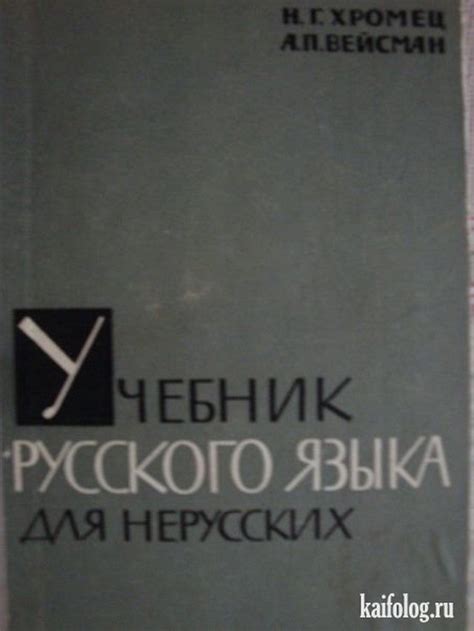 Н.Г.ХРОМЕЦ
А.П.ВЕЙСМАН
УЧЕБНИК
РУССКОГО ЯЗЫКА
ДЛЯ НЕРУССКИХ
kaifolog.ru